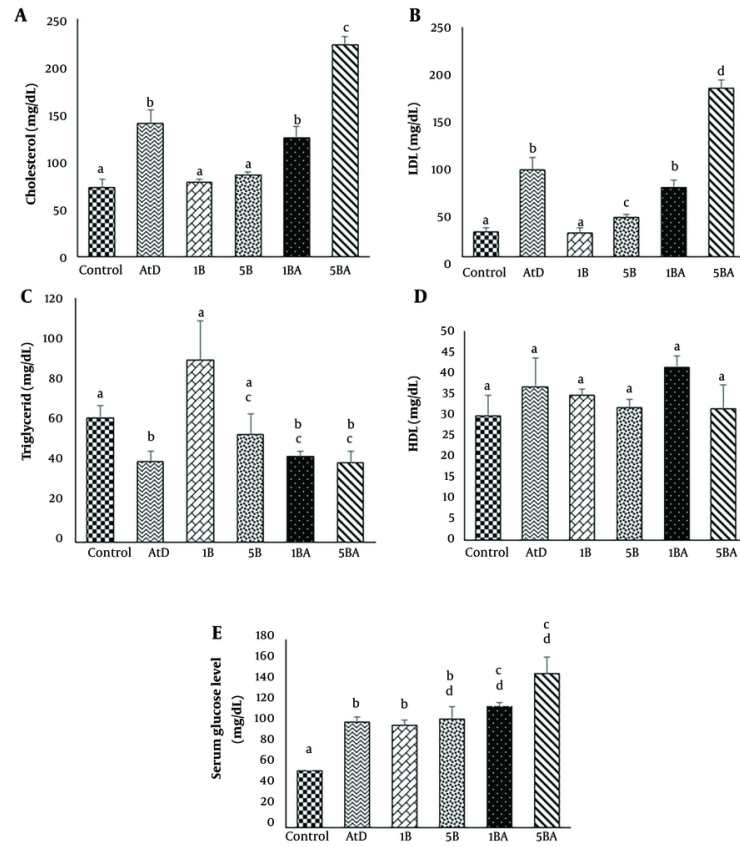 A
Cholesterol (mg/dL)
250
200
150
100
50
0
a
b
a
a
b
c
Control AtD 1B 5B 1BA 5BA
B
LDL (mg/dL)
250
200
150
100
50
0
a
b
a
c
b
d
Control AtD 1B 5B 1BA 5BA
C
Triglycerid (mg/dL)
120
100
80
60
40
20
0
a
b
a
a
c
b
c
b
c
Control AtD 1B 5B 1BA 5BA
D
HDL (mg/dL)
50
45
40
35
30
25
20
15
10
5
0
a
a
a
a
a
a
Control AtD 1B 5B 1BA 5BA
E
Serum glucose level
(mg/dL)
180
160
140
120
100
80
60
40
20
0
a
b
b
b
d
c
d
c
d
Control AtD 1B 5B 1BA 5BA